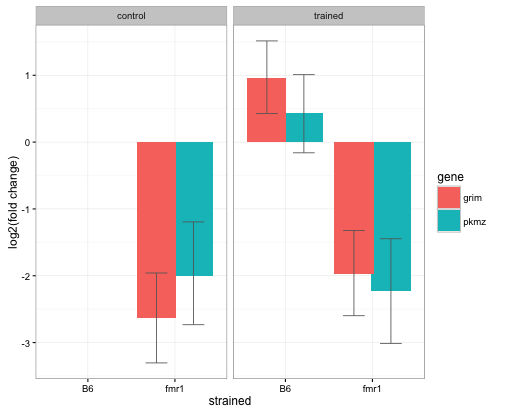 control
trained
log2(fold change)
1
0
-1
-2
-3
B6
fmr1
B6
fmr1
strained
gene
grim
pkmz